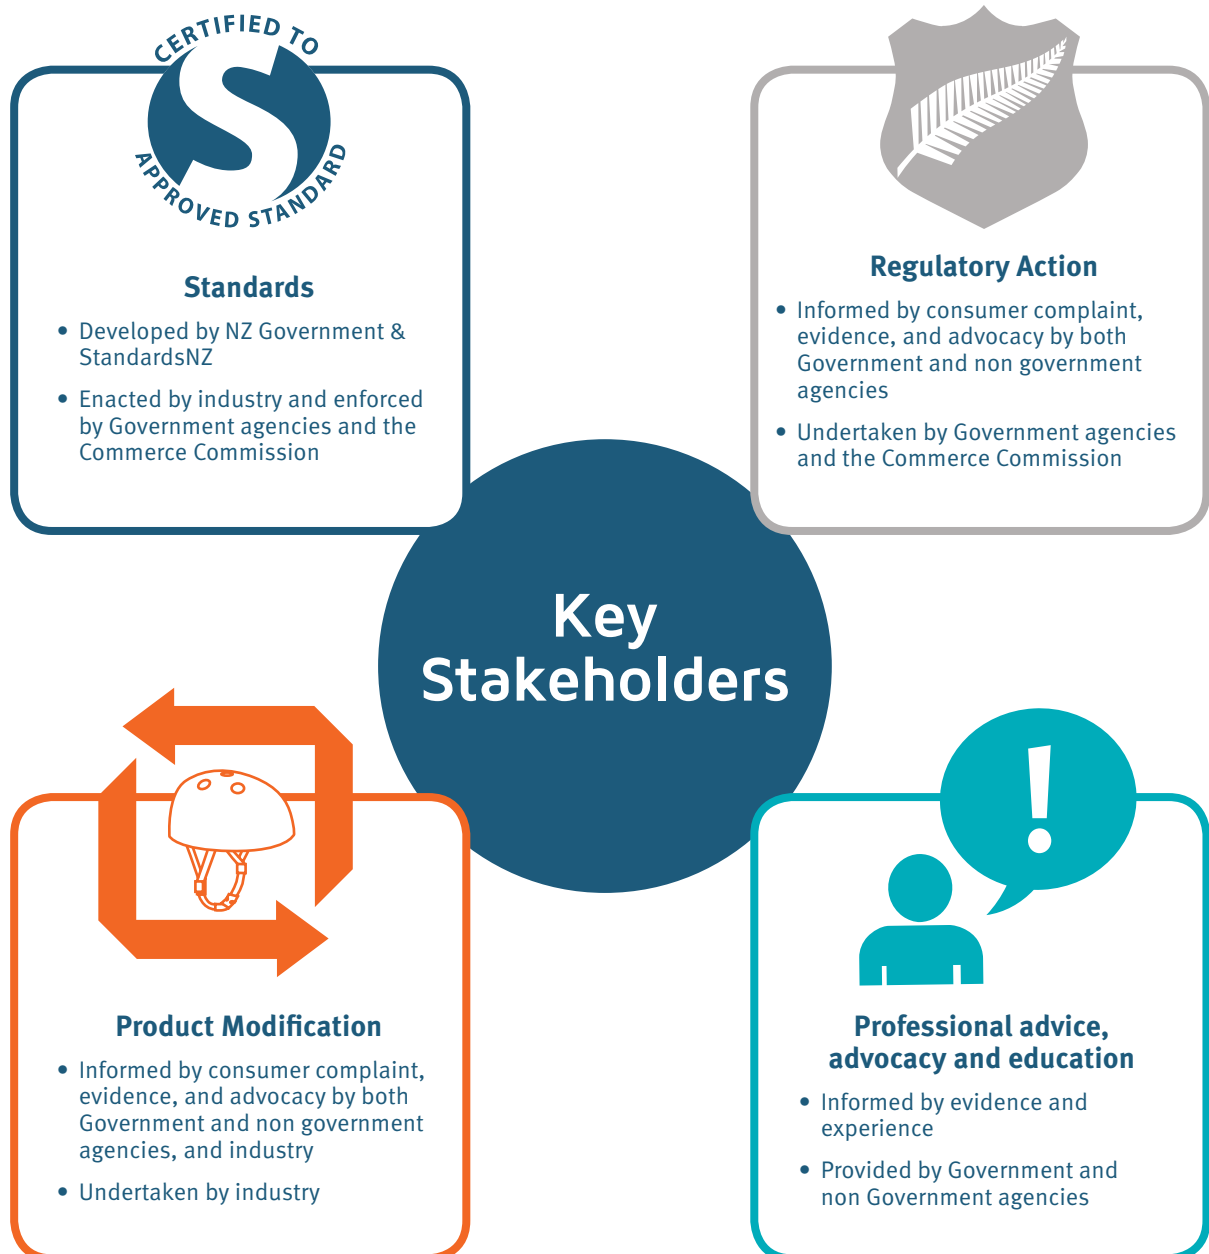 CERTIFIED TO
APPROVED STANDARD
Standards
• Developed by NZ Government &
StandardsNZ
• Enacted by industry and enforced
by Government agencies and the
Commerce Commission
Regulatory Action
• Informed by consumer complaint,
evidence, and advocacy by both
Government and non government
agencies
• Undertaken by Government agencies
and the Commerce Commission
Key
Stakeholders
Product Modification
• Informed by consumer complaint,
evidence, and advocacy by both
Government and non government
agencies, and industry
• Undertaken by industry
!
Professional advice,
advocacy and education
• Informed by evidence and
experience
• Provided by Government and
non Government agencies